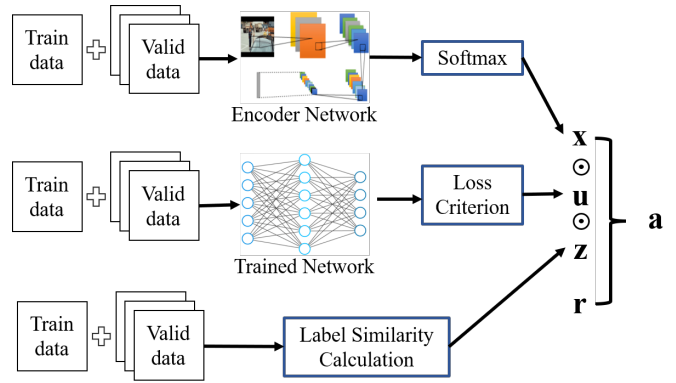 Train
data
Valid
data
Encoder Network
Softmax
Train
data
Valid
data
Trained Network
Loss
Criterion
Train
data
Valid
data
Label Similarity
Calculation
x
⊙
u
⊙
z
r
a